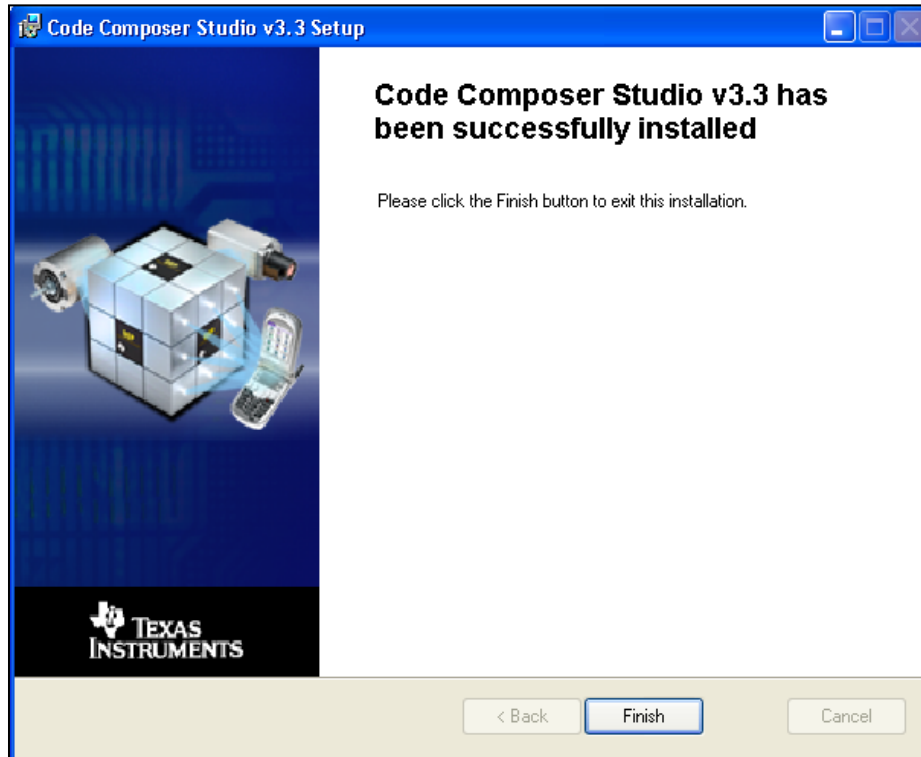 Code Composer Studio v3.3 Setup
Code Composer Studio v3.3 has
been successfully installed
Please click the Finish button to exit this installation.
TEXAS
INSTRUMENTS
< Back Finish Cancel